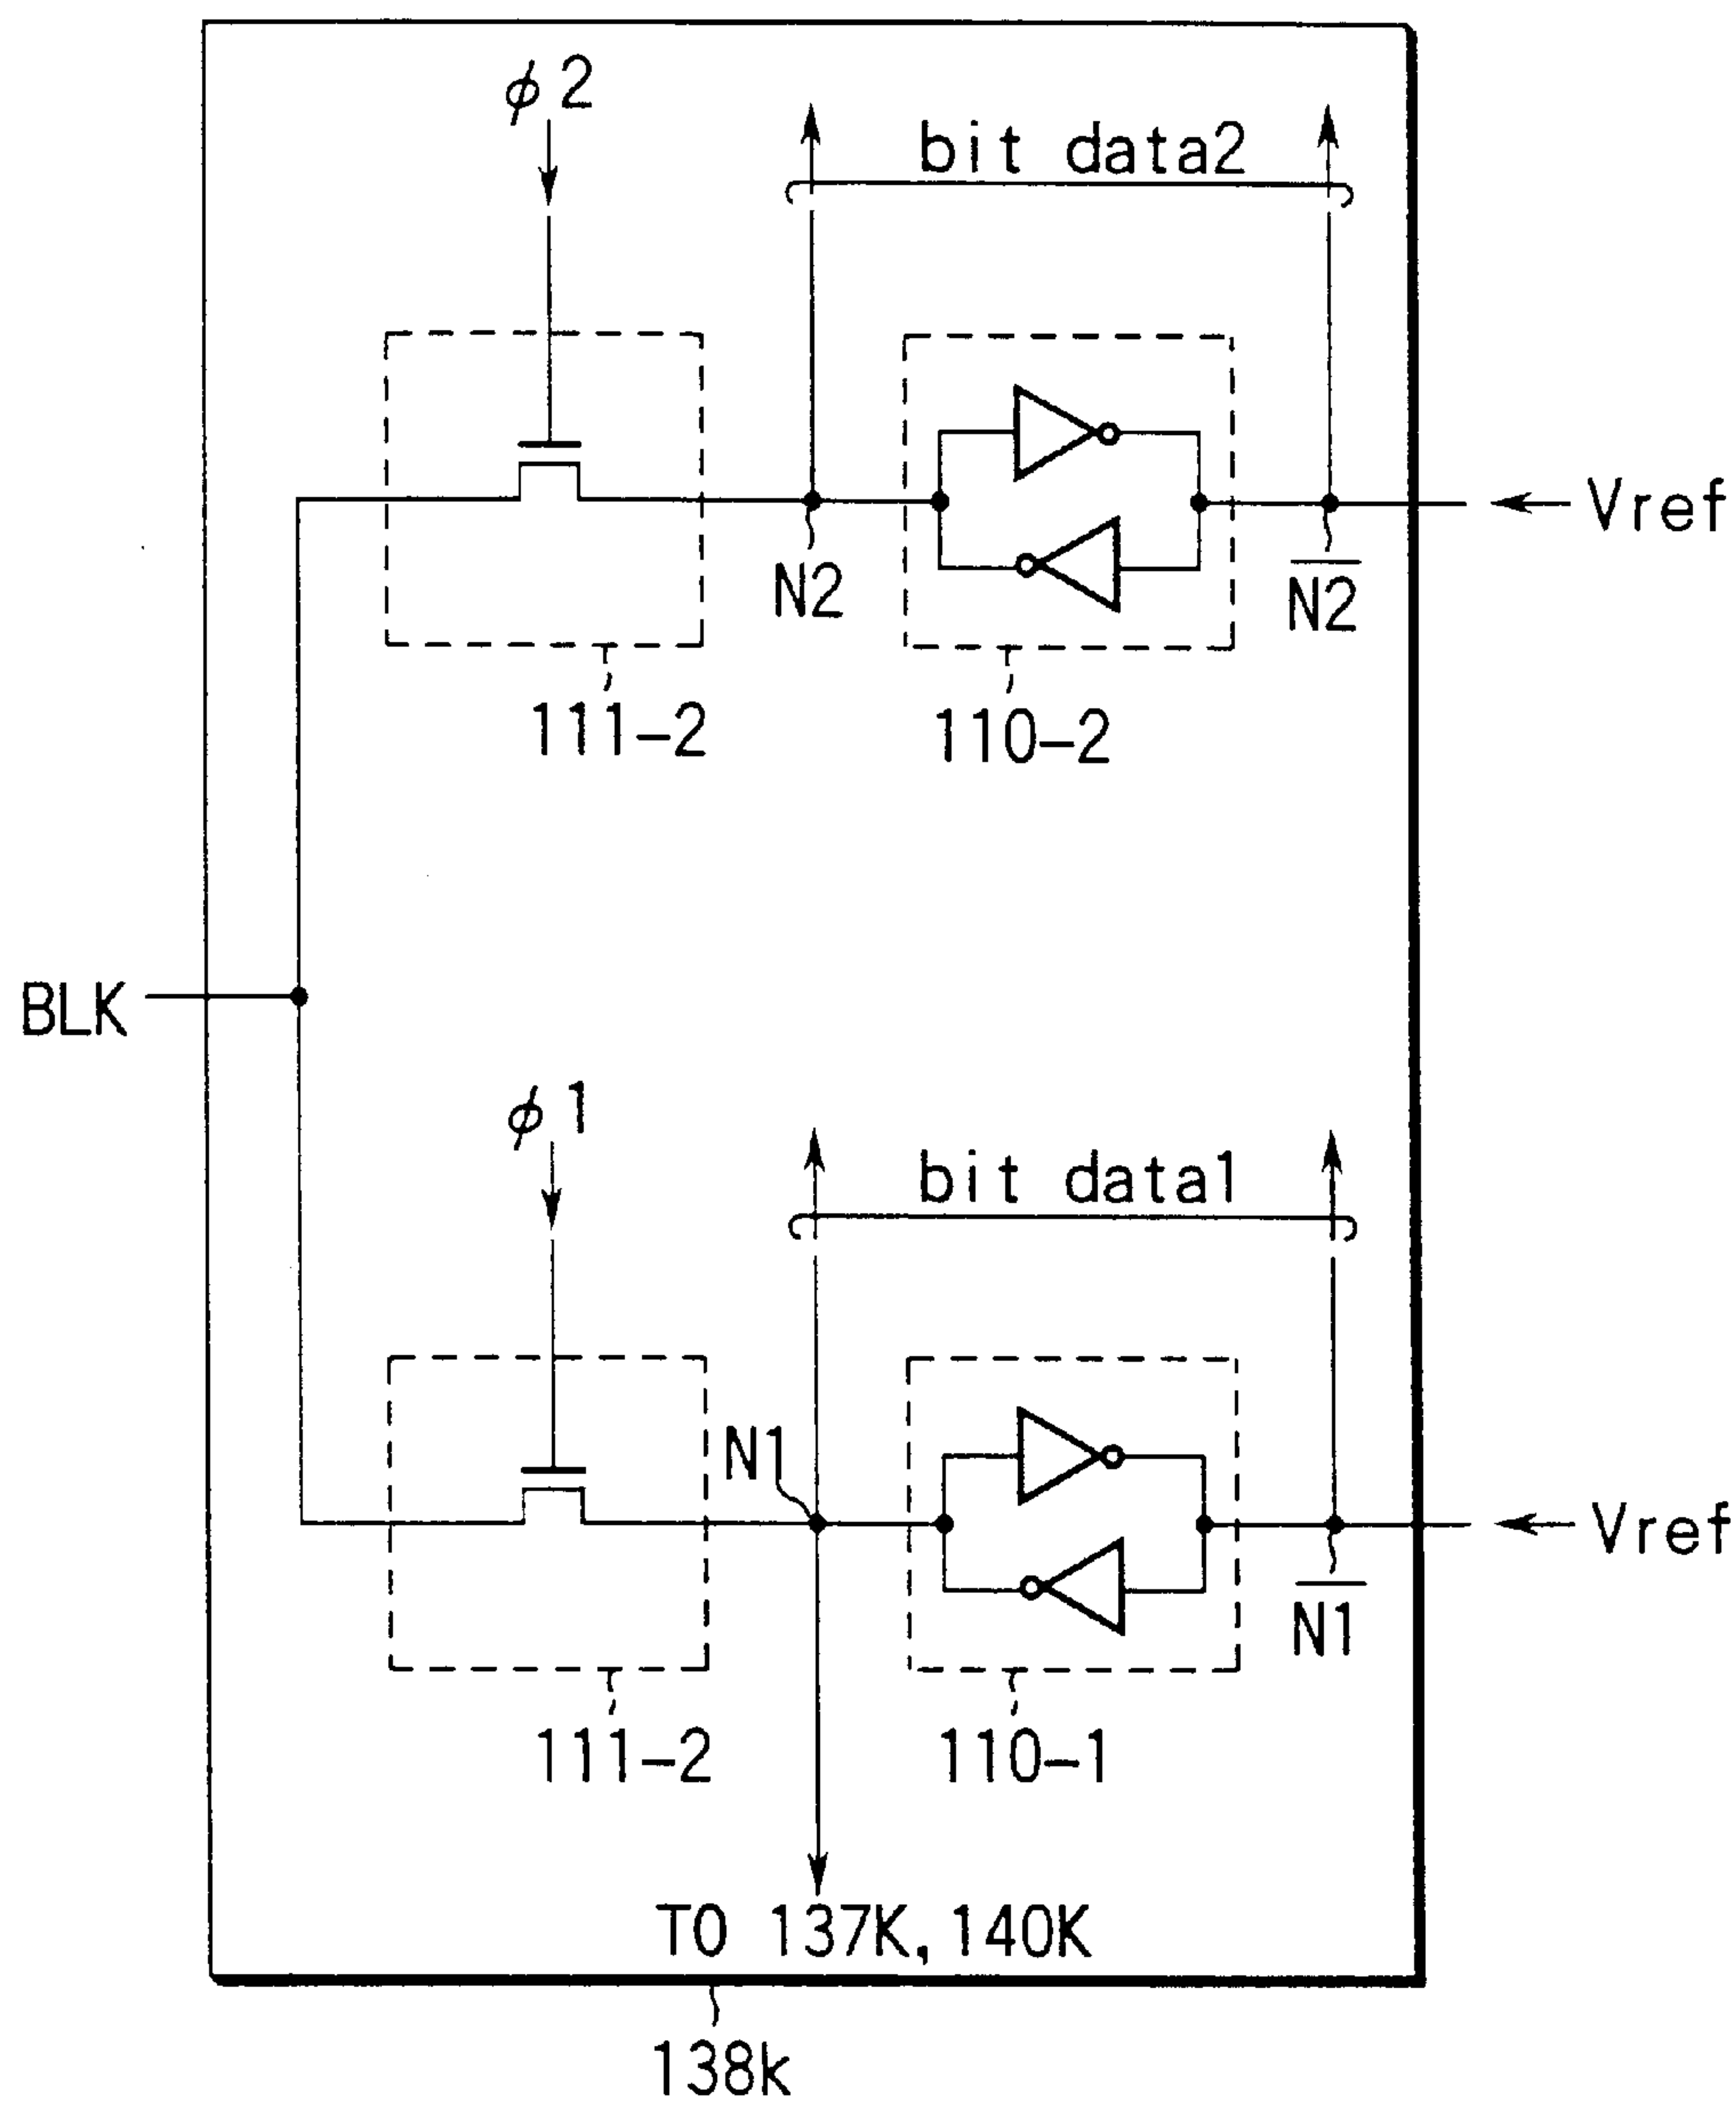 φ2
bit data2
Vref
N2
N2̅
111-2
110-2
BLK
φ1
bit data1
N1
Vref
N1̅
111-2
110-1
TO 137K, 140K
138k